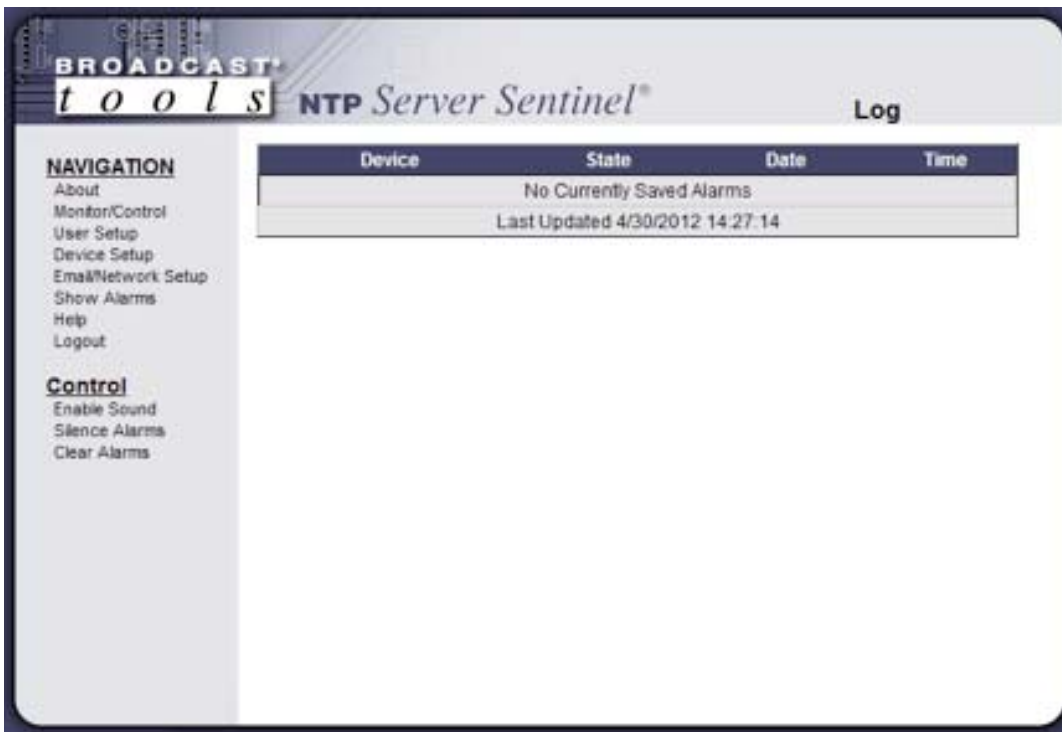 BROADCAST®
tools
NTP Server Sentinel®
Log
NAVIGATION
About
Monitor/Control
User Setup
Device Setup
Email/Network Setup
Show Alarms
Help
Logout
Control
Enable Sound
Silence Alarms
Clear Alarms
Device State Date Time
No Currently Saved Alarms
Last Updated 4/30/2012 14:27:14